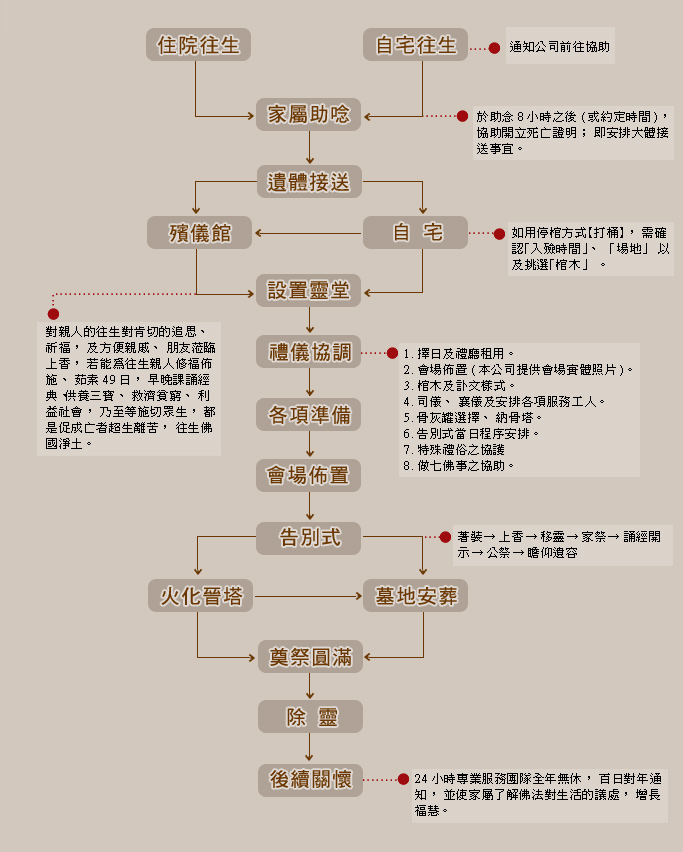 住院往生
自宅往生
通知公司前往協助
家屬助唸
於助念 8 小時之後 (或約定時間)，
協助開立死亡證明； 即安排大體接
送事宜。
遺體接送
殯儀館
自 宅
如用停棺方式【打桶】， 需確
認「入殮時間」、 「場地」 以
及挑選「棺木」 。
設置靈堂
對親人的往生對肯切的追思、
祈福， 及方便親戚、 朋友蒞臨
上香， 若能爲往生親人修福佈
施、 茹素 49 日， 早晚課誦經
典 供養三寶、 救濟貧窮、 利
益社會， 乃至等施切眾生， 都
是促成亡者超生離苦， 往生佛
國淨土。
禮儀協調
1. 擇日及禮廳租用。
2. 會場佈置 ( 本公司提供會場實體照片 )。
3. 棺木及訃文樣式。
4. 司儀、 襄儀及安排各項服務工人。
5. 骨灰罐選擇、 納骨塔。
6. 告別式當日程序安排。
7. 特殊禮俗之協護
8. 做七佛事之協助。
各項準備
會場佈置
告別式
著裝→ 上香→ 移靈→ 家祭→ 誦經開
示→ 公祭→ 瞻仰遺容
火化晉塔
墓地安葬
奠祭圓滿
除 靈
後續關懷
24 小時專業服務團隊全年無休， 百日對年通
知， 並使家屬了解佛法對生活的議處， 增長
福慧。